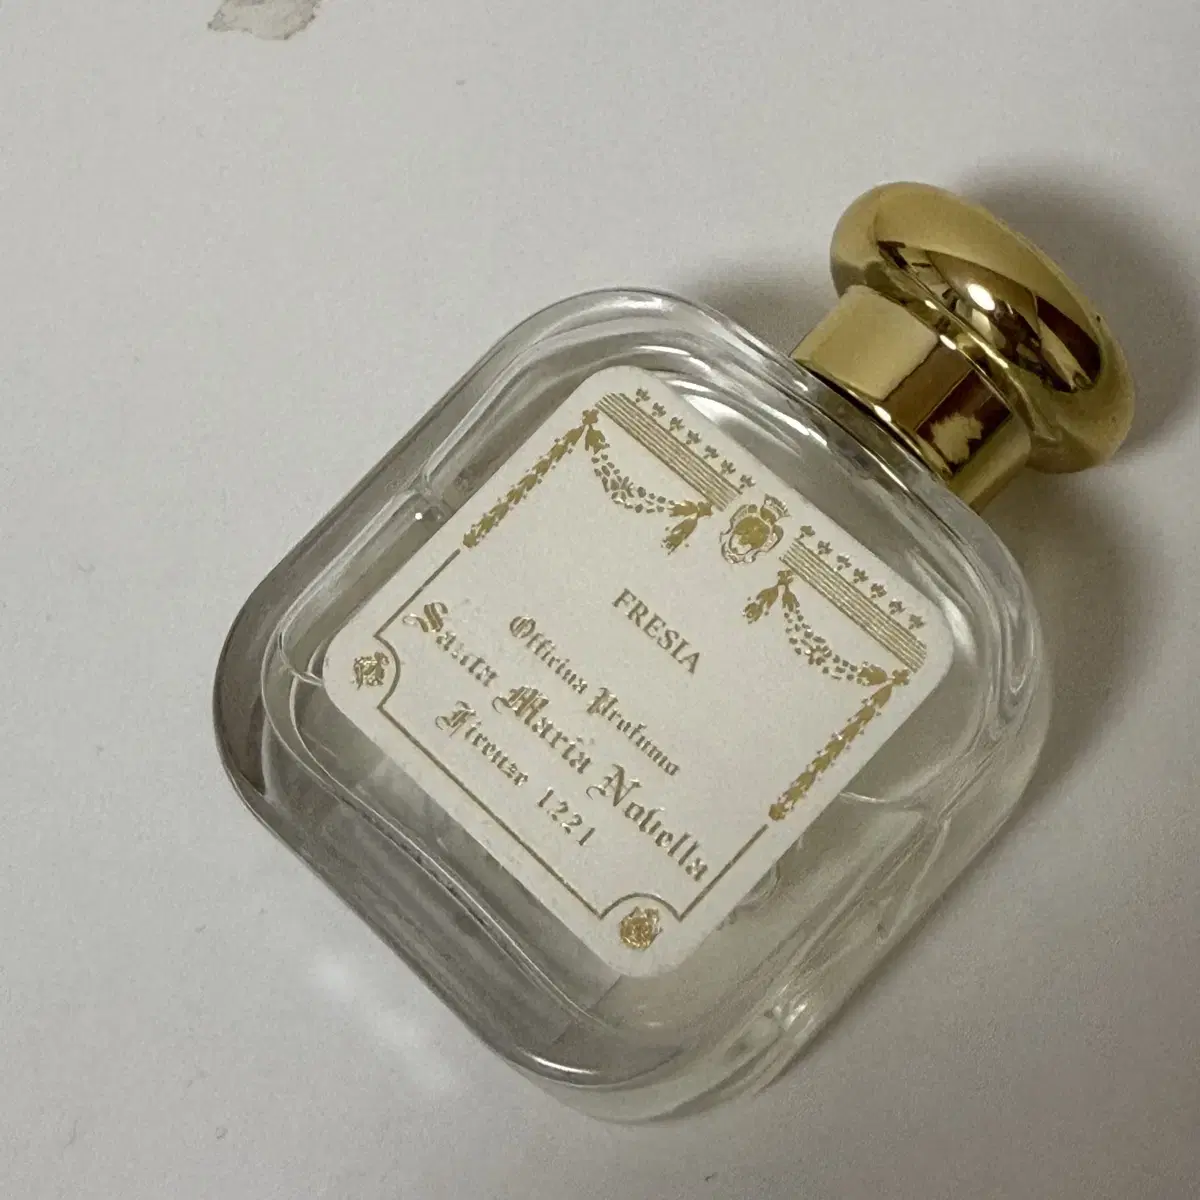 FRESIA
Officina Profumo
Santa Maria Novella
Firenze 1221